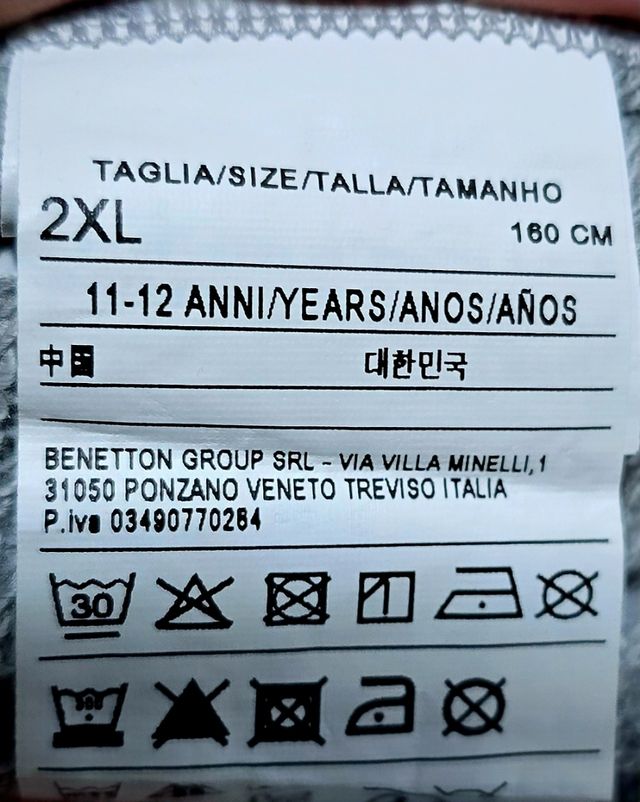 TAGLIA/SIZE/TALLA/TAMANHO
2XL 160 CM
11-12 ANNI/YEARS/ANOS/AÑOS
中国 대한민국
BENETTON GROUP SRL - VIA VILLA MINELLI, 1
31050 PONZANO VENETO TREVISO ITALIA
P.iva 03490770264
30